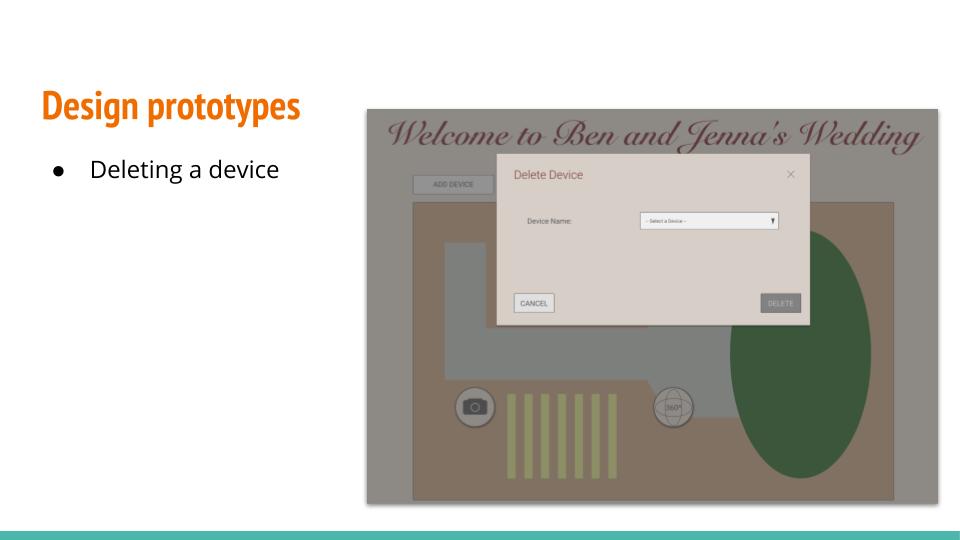 Design prototypes
● Deleting a device
Welcome to Ben and Jenna's Wedding
ADD DEVICE
Delete Device
Device Name:
- Select a Device -
CANCEL
DELETE
360°